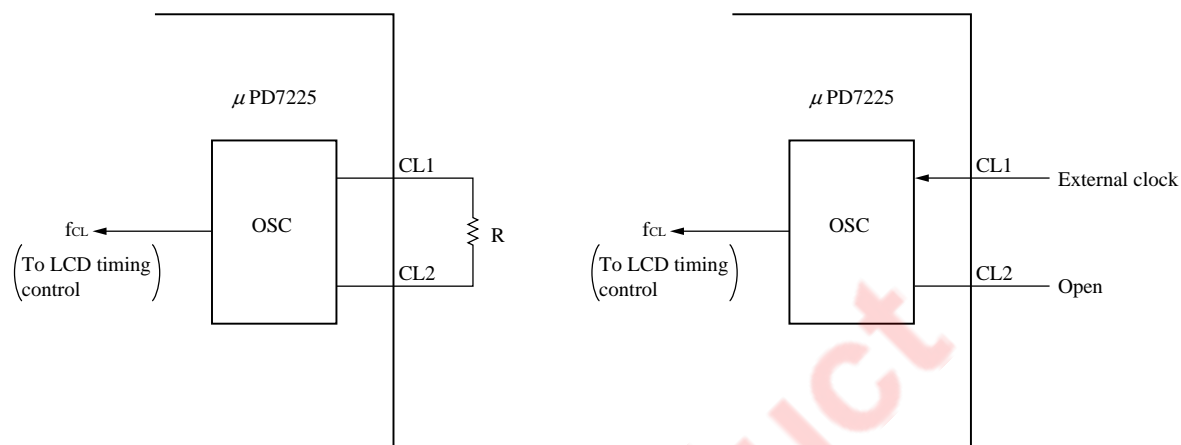 μPD7225
CL1
OSC
R
fCL
(To LCD timing
control)
CL2
μPD7225
CL1
External clock
OSC
fCL
(To LCD timing
control)
CL2
Open
uct